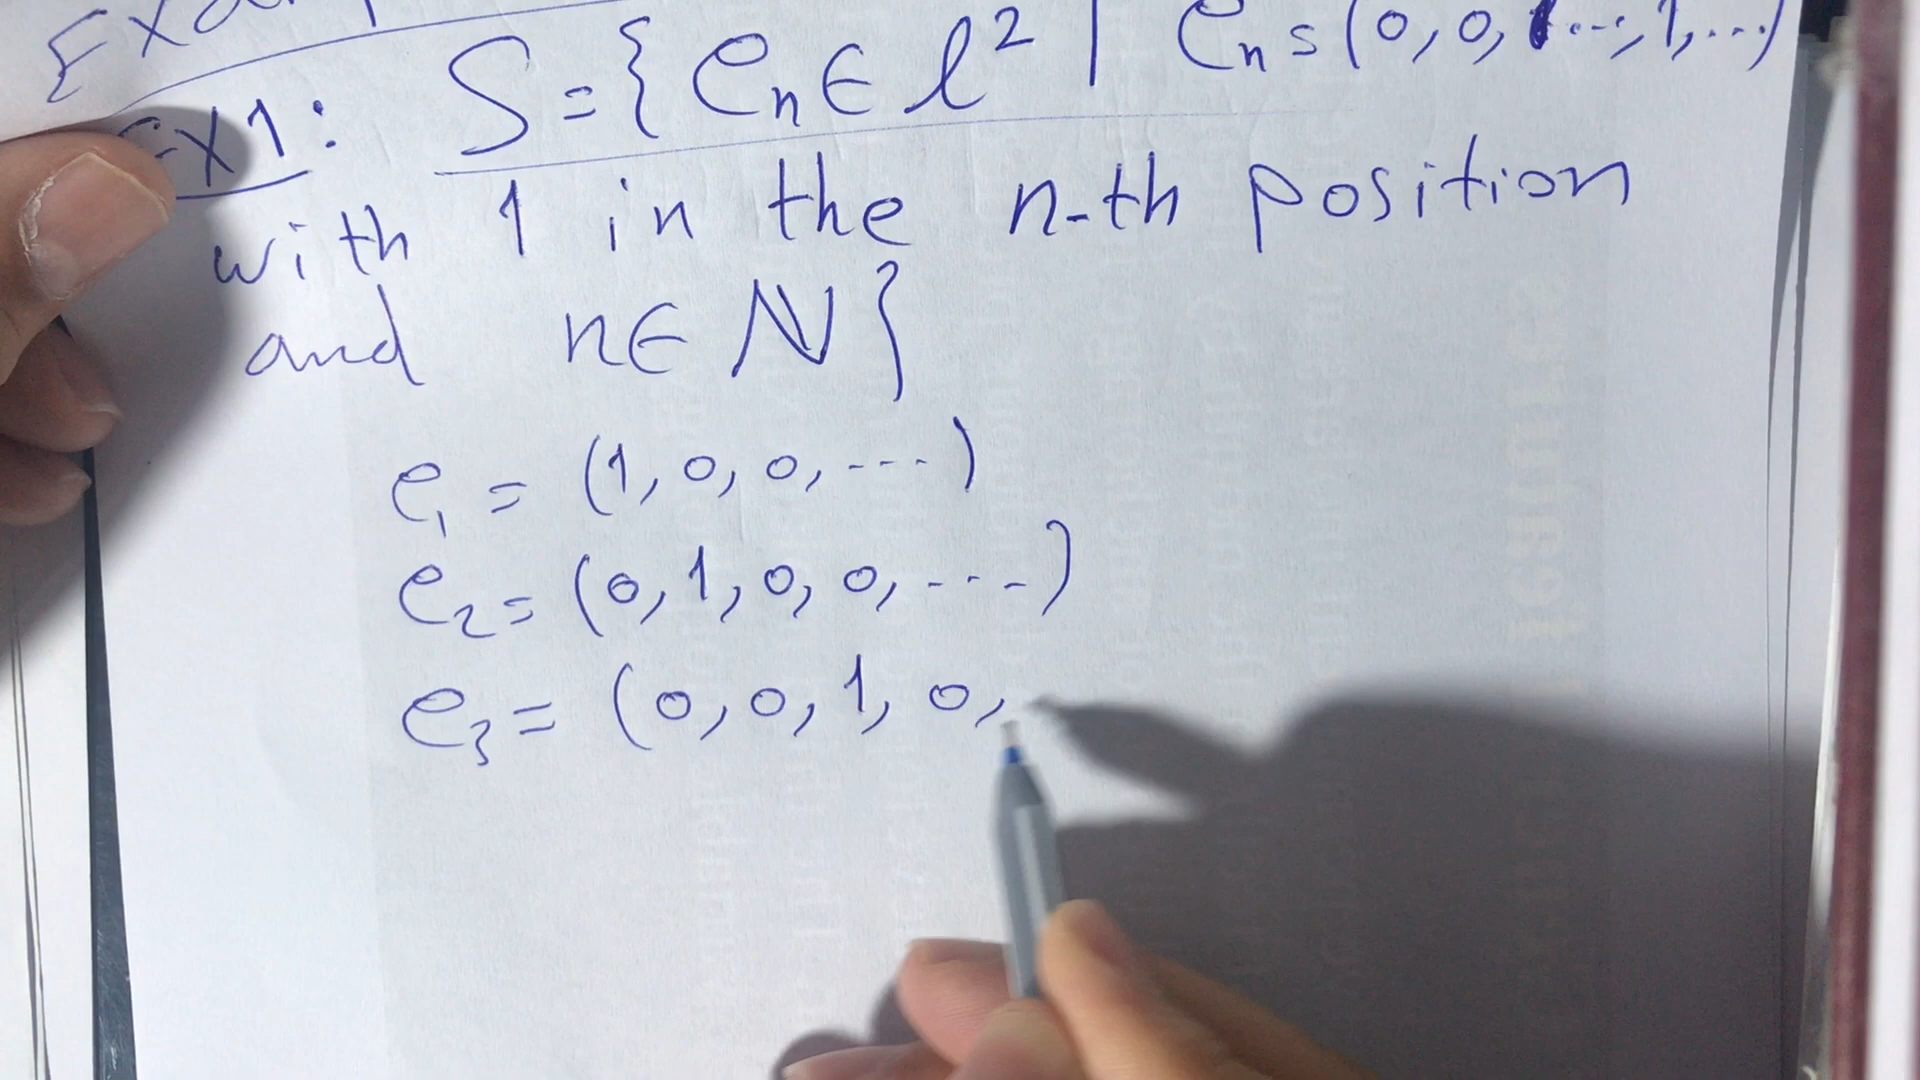 Ex1: S={ en ∈ l² | en = (0,0,...,1,...)
with 1 in the n-th position
and n∈ ℕ}
e₁ = (1,0,0,----)
e₂= (0,1,0,0,----)
e₃= (0,0,1,0,